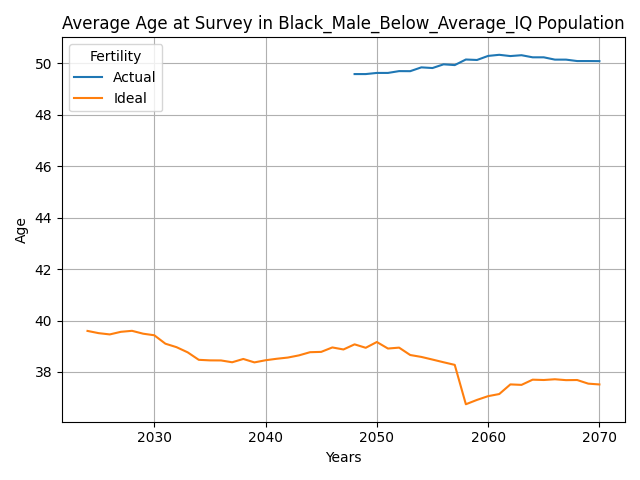 Average Age at Survey in Black_Male_Below_Average_IQ Population
Fertility
Actual
Ideal
Age
50
48
46
44
42
40
38
2030 2040 2050 2060 2070
Years